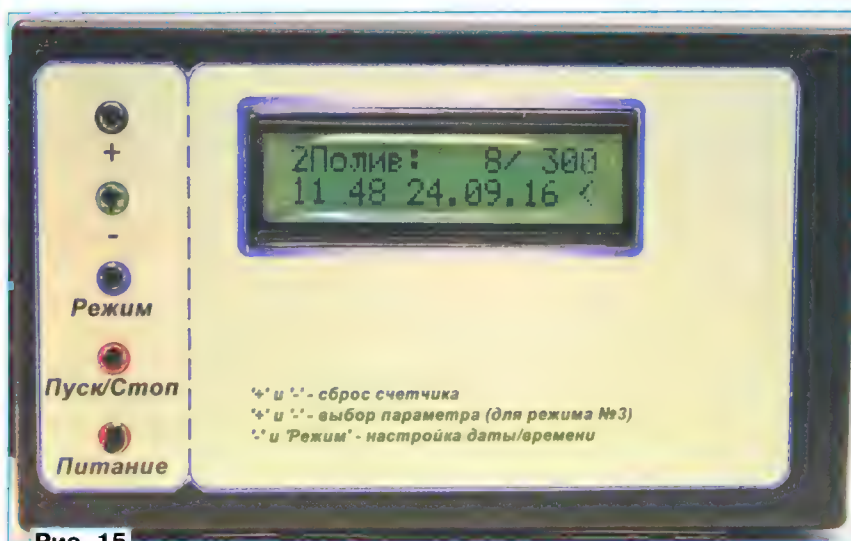 +
-
Режим
Пуск/Стоп
Питание
2Полив: 8/ 300
11 48 24.09.16 <
'+' и '-' - сброс счетчика
'+' и '-' - выбор параметра (для режима №3)
'-' и 'Режим' - настройка даты/времени
Рис. 15